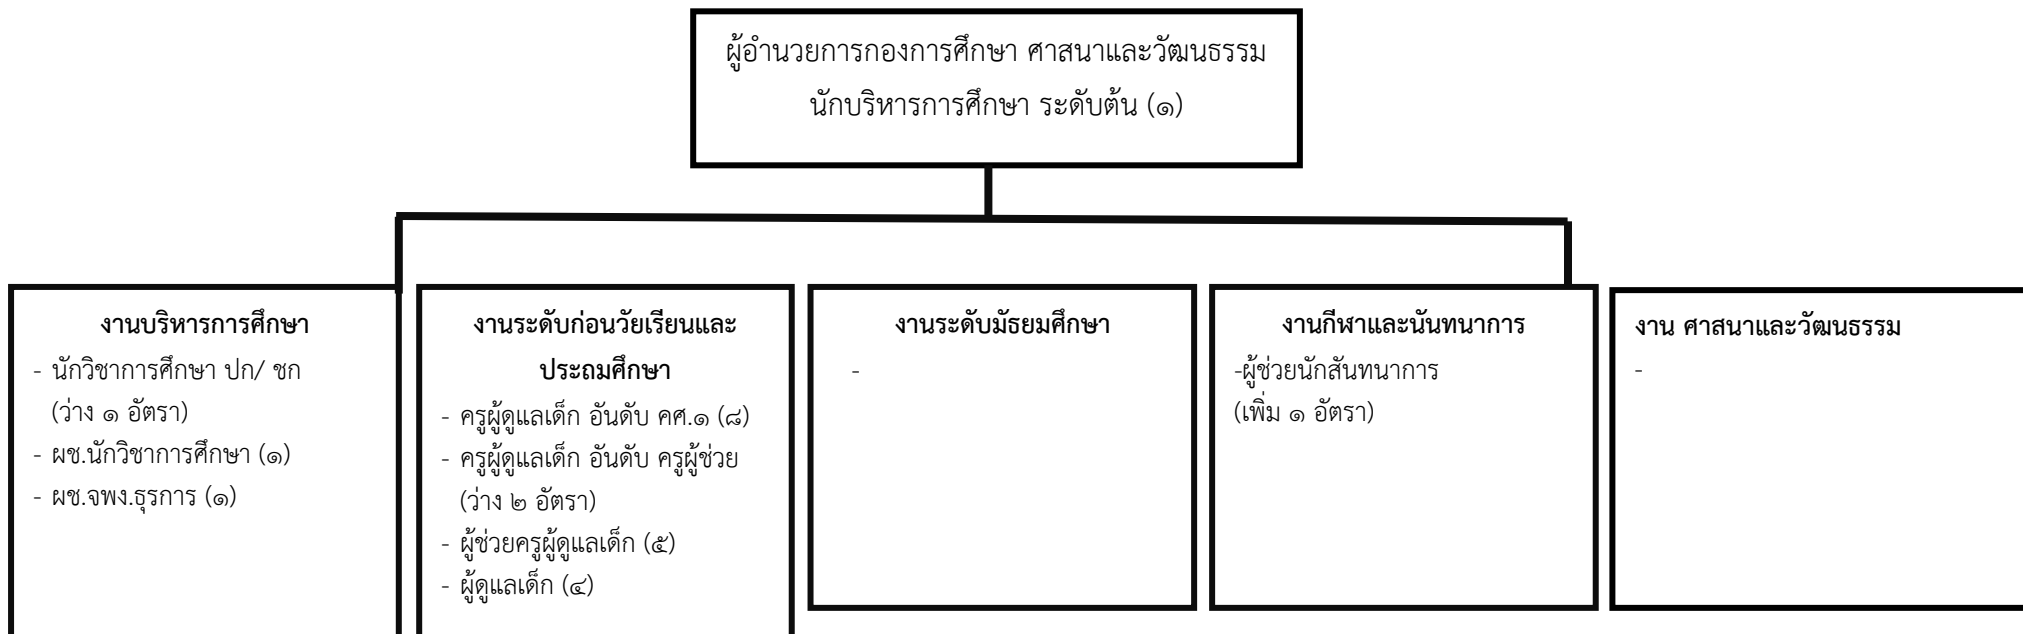 ผู้อำนวยการกองการศึกษา ศาสนาและวัฒนธรรม
นักบริหารการศึกษา ระดับต้น (๑)
งานบริหารการศึกษา
- นักวิชาการศึกษา ปก/ ชก
(ว่าง ๑ อัตรา)
- ผช.นักวิชาการศึกษา (๑)
- ผช.จพง.ธุรการ (๑)
งานระดับก่อนวัยเรียนและ
ประถมศึกษา
- ครูผู้ดูแลเด็ก อันดับ คศ.๑ (๘)
- ครูผู้ดูแลเด็ก อันดับ ครูผู้ช่วย
(ว่าง ๒ อัตรา)
- ผู้ช่วยครูผู้ดูแลเด็ก (๕)
- ผู้ดูแลเด็ก (๔)
งานระดับมัธยมศึกษา
-
งานกีฬาและนันทนาการ
-ผู้ช่วยนักสันทนาการ
(เพิ่ม ๑ อัตรา)
งาน ศาสนาและวัฒนธรรม
-